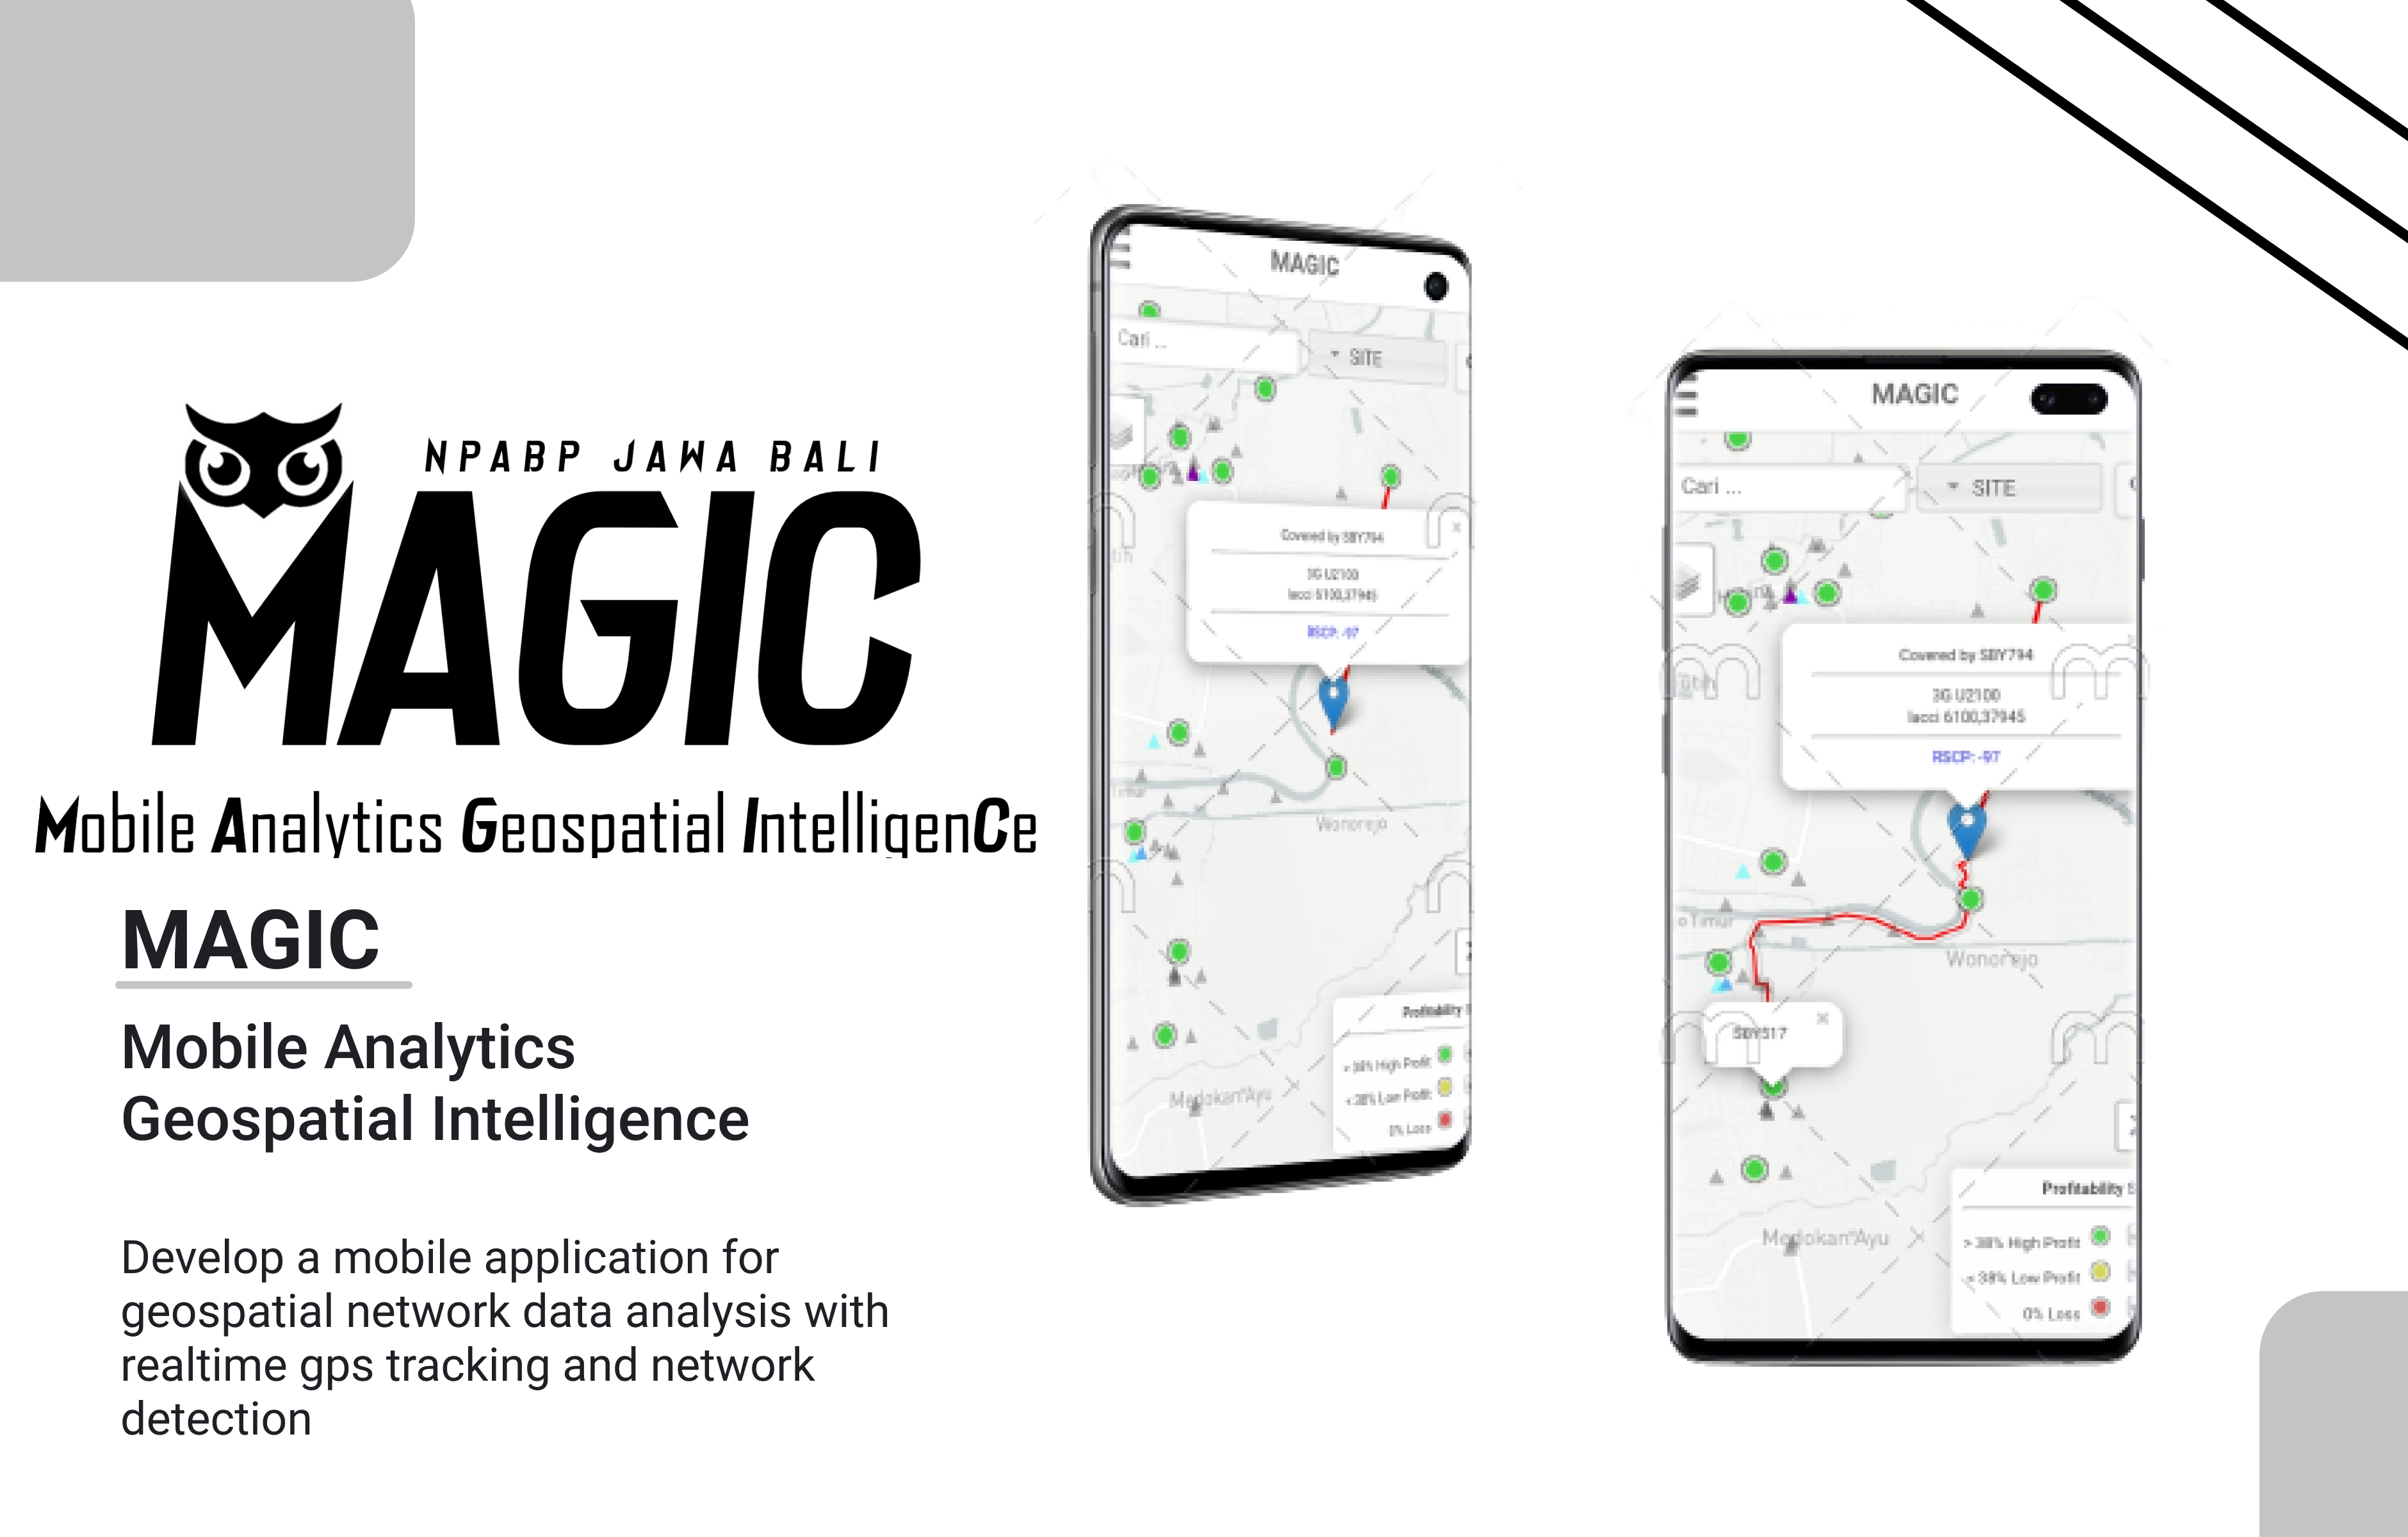 NPABP JAWA BALI
MAGIC
Mobile Analytics Geospatial IntelligenCe
MAGIC
Mobile Analytics
Geospatial Intelligence
Develop a mobile application for
geospatial network data analysis with
realtime gps tracking and network
detection
MAGIC
Cari ...
SITE
Covered by SBY794
3G U2100
lacci 6100,37945
RSCP: -97
Timur
Wonorejo
Medokan Ayu
Profitability
< 38% Low Profit
0% Loss
MAGIC
Cari ...
SITE
Covered by SBY794
3G U2100
lacci 6100,37945
RSCP: -97
o Timur
Wonorejo
SBY517
Medokan Ayu
Profitability S
> 38% High Profit
< 38% Low Profit
0% Loss